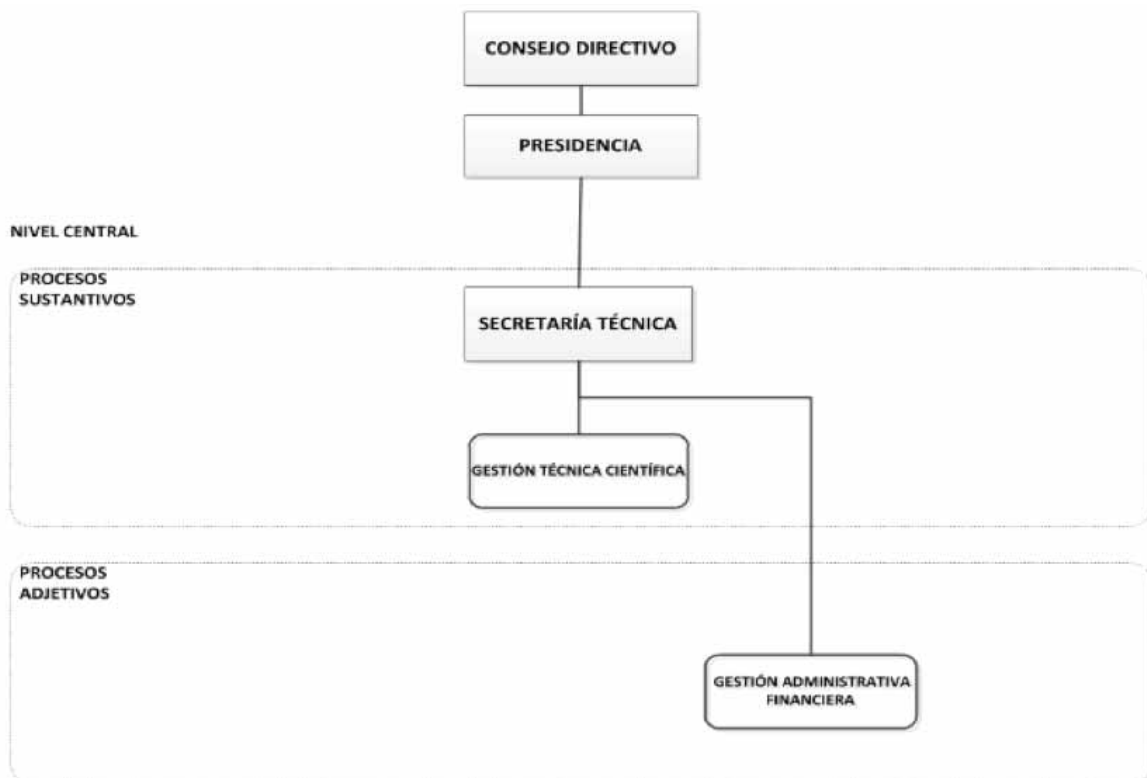 CONSEJO DIRECTIVO
PRESIDENCIA
NIVEL CENTRAL
PROCESOS
SUSTANTIVOS
SECRETARÍA TÉCNICA
GESTIÓN TÉCNICA CIENTÍFICA
PROCESOS
ADJETIVOS
GESTIÓN ADMINISTRATIVA
FINANCIERA